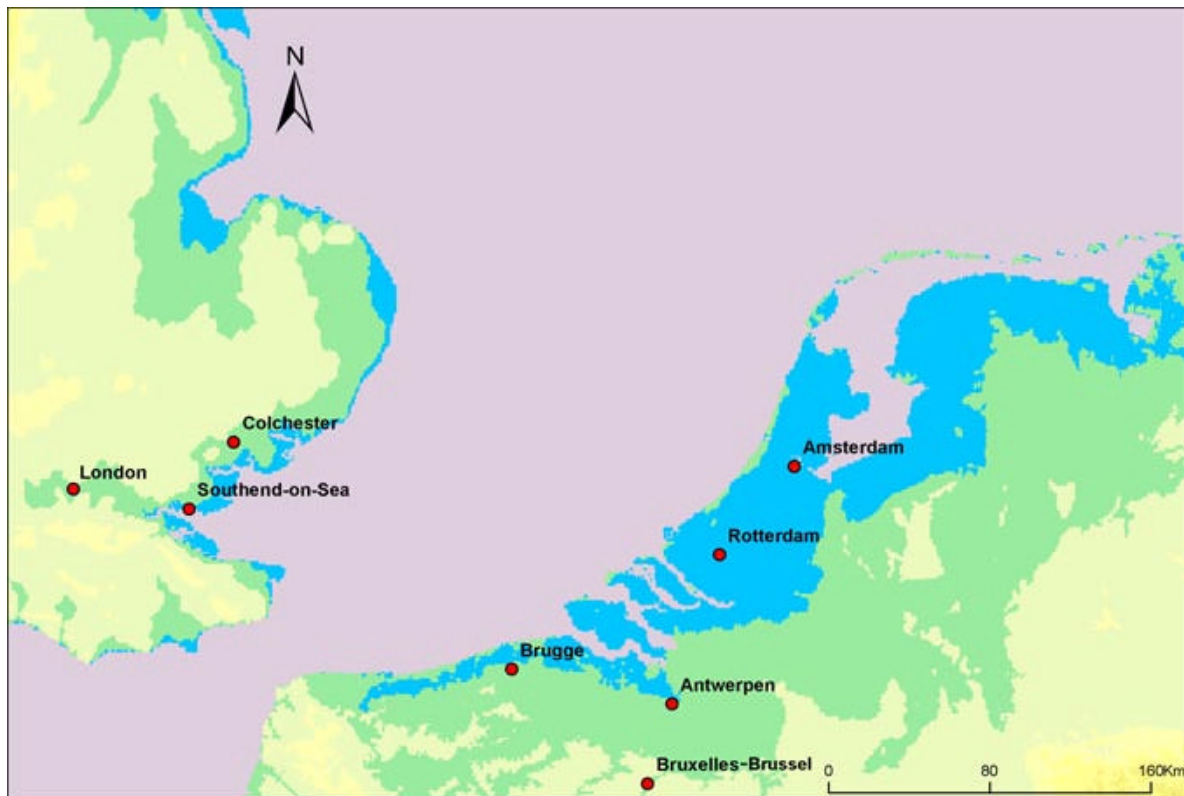 N
Colchester
London
Southend-on-Sea
Amsterdam
Rotterdam
Brugge
Antwerpen
Bruxelles-Brussel
0 80 160Km